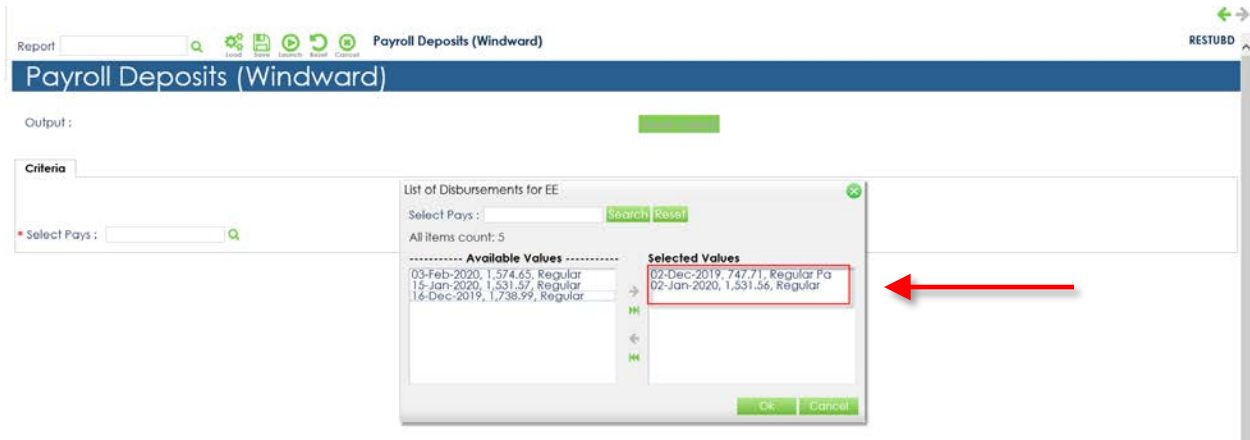 Report
Load Save Launch Reset Cancel
Payroll Deposits (Windward)
RESTUBD
Payroll Deposits (Windward)
Output :
Criteria
* Select Pays :
List of Disbursements for EE
Select Pays :
Search Reset
All items count: 5
----------- Available Values -----------
03-Feb-2020, 1,574.65, Regular
15-Jan-2020, 1,531.57, Regular
16-Dec-2019, 1,738.99, Regular
Selected Values
02-Dec-2019, 747.71, Regular Pa
02-Jan-2020, 1,531.56, Regular
Ok Cancel